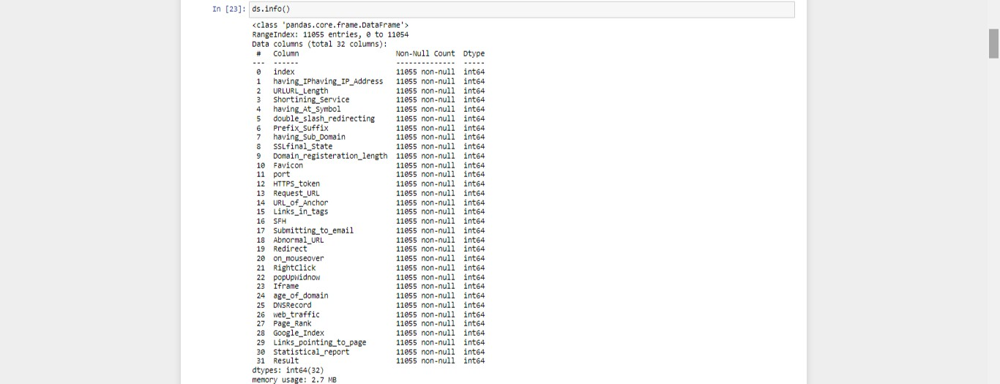 In [23]: ds.info()
<class 'pandas.core.frame.DataFrame'>
RangeIndex: 11055 entries, 0 to 11054
Data columns (total 32 columns):
 #   Column                       Non-Null Count  Dtype
---  ------                       --------------  -----
 0   index                        11055 non-null  int64
 1   having_IPhaving_IP_Address   11055 non-null  int64
 2   URLURL_Length                11055 non-null  int64
 3   Shortining_Service           11055 non-null  int64
 4   having_At_Symbol             11055 non-null  int64
 5   double_slash_redirecting     11055 non-null  int64
 6   Prefix_Suffix                11055 non-null  int64
 7   having_Sub_Domain            11055 non-null  int64
 8   SSLfinal_State               11055 non-null  int64
 9   Domain_registeration_length  11055 non-null  int64
 10  Favicon                      11055 non-null  int64
 11  port                         11055 non-null  int64
 12  HTTPS_token                  11055 non-null  int64
 13  Request_URL                  11055 non-null  int64
 14  URL_of_Anchor                11055 non-null  int64
 15  Links_in_tags                11055 non-null  int64
 16  SFH                          11055 non-null  int64
 17  Submitting_to_email          11055 non-null  int64
 18  Abnormal_URL                 11055 non-null  int64
 19  Redirect                     11055 non-null  int64
 20  on_mouseover                 11055 non-null  int64
 21  RightClick                   11055 non-null  int64
 22  popUpWidnow                  11055 non-null  int64
 23  Iframe                       11055 non-null  int64
 24  age_of_domain                11055 non-null  int64
 25  DNSRecord                    11055 non-null  int64
 26  web_traffic                  11055 non-null  int64
 27  Page_Rank                    11055 non-null  int64
 28  Google_Index                 11055 non-null  int64
 29  Links_pointing_to_page       11055 non-null  int64
 30  Statistical_report           11055 non-null  int64
 31  Result                       11055 non-null  int64
dtypes: int64(32)
memory usage: 2.7 MB